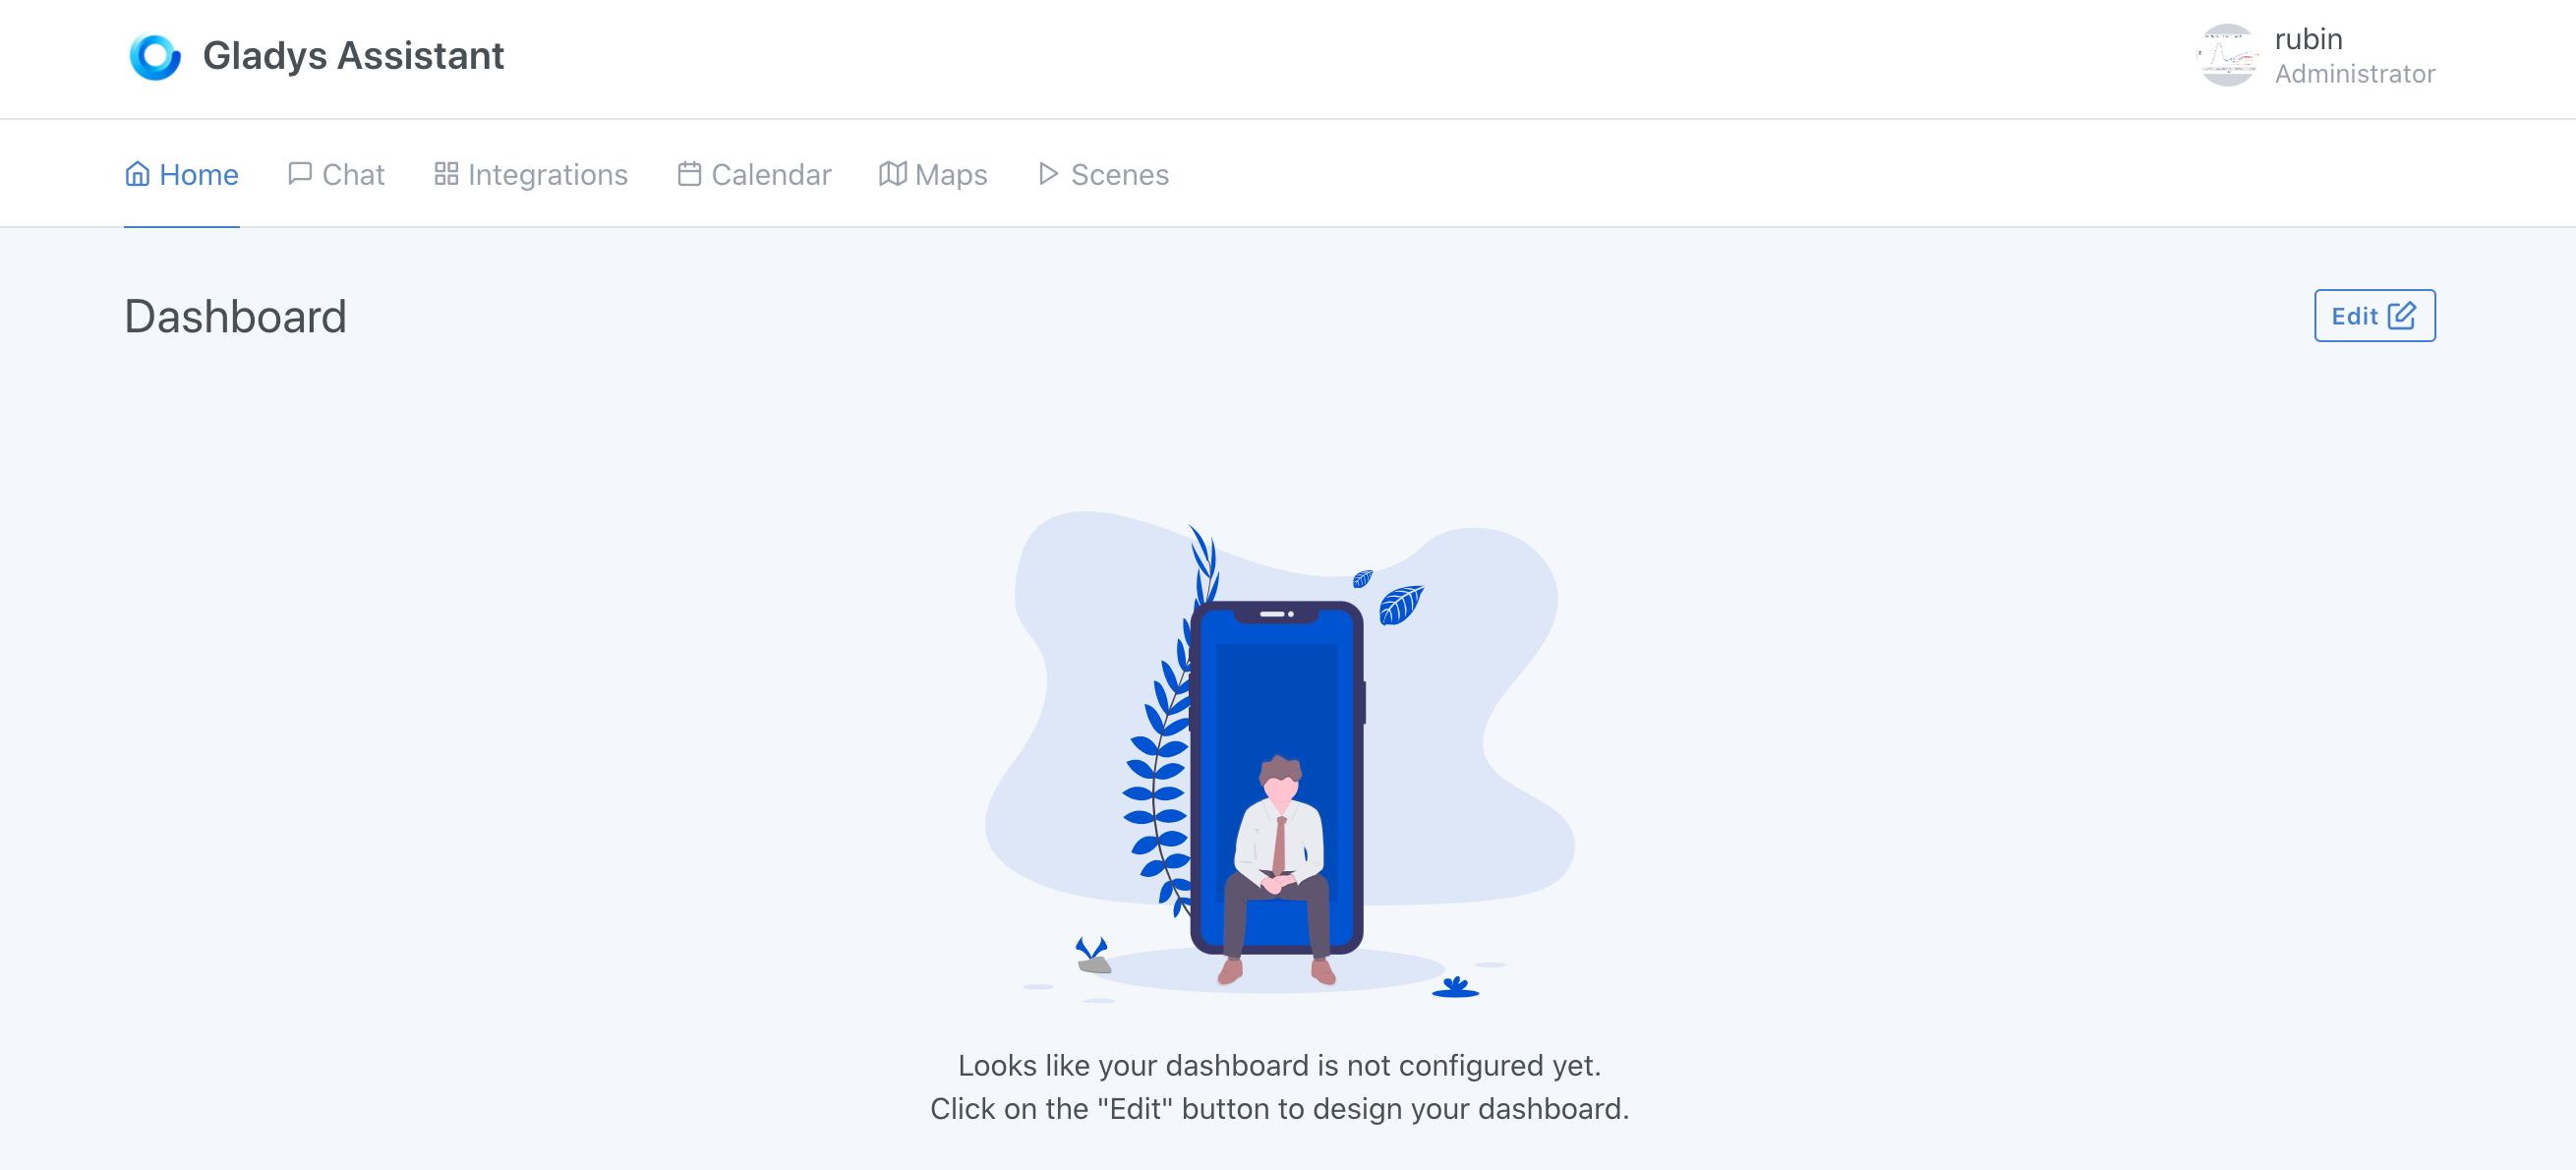 Gladys Assistant
rubin
Administrator
Home Chat Integrations Calendar Maps Scenes
Dashboard
Edit
Looks like your dashboard is not configured yet.
Click on the "Edit" button to design your dashboard.